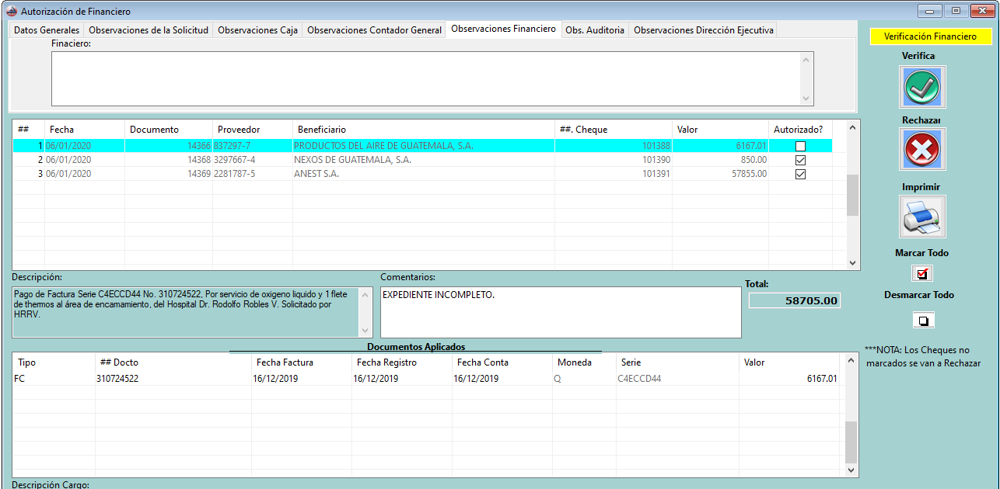 Autorización de Financiero
Datos Generales Observaciones de la Solicitud Observaciones Caja Observaciones Contador General Observaciones Financiero Obs. Auditoria Observaciones Dirección Ejecutiva
Verificación Financiero
Finaciero:
Verifica
Rechazar
Imprimir
Marcar Todo
Desmarcar Todo
***NOTA: Los Cheques no
marcados se van a Rechazar
## Fecha Documento Proveedor Beneficiario ##. Cheque Valor Autorizado?
1 06/01/2020 14366 837297-7 PRODUCTOS DEL AIRE DE GUATEMALA, S.A. 101388 6167.01
2 06/01/2020 14368 3297667-4 NEXOS DE GUATEMALA, S.A. 101390 850.00
3 06/01/2020 14369 2281787-5 ANEST S.A. 101391 57855.00
Descripción:
Pago de Factura Serie C4ECCD44 No. 310724522, Por servicio de oxigeno liquido y 1 flete
de thermos al área de encamamiento, del Hospital Dr. Rodolfo Robles V. Solicitado por
HRRV.
Comentarios:
EXPEDIENTE INCOMPLETO.
Total:
58705.00
Documentos Aplicados
Tipo ## Docto Fecha Factura Fecha Registro Fecha Conta Moneda Serie Valor
FC 310724522 16/12/2019 16/12/2019 16/12/2019 Q C4ECCD44 6167.01
Descripción Cargo: